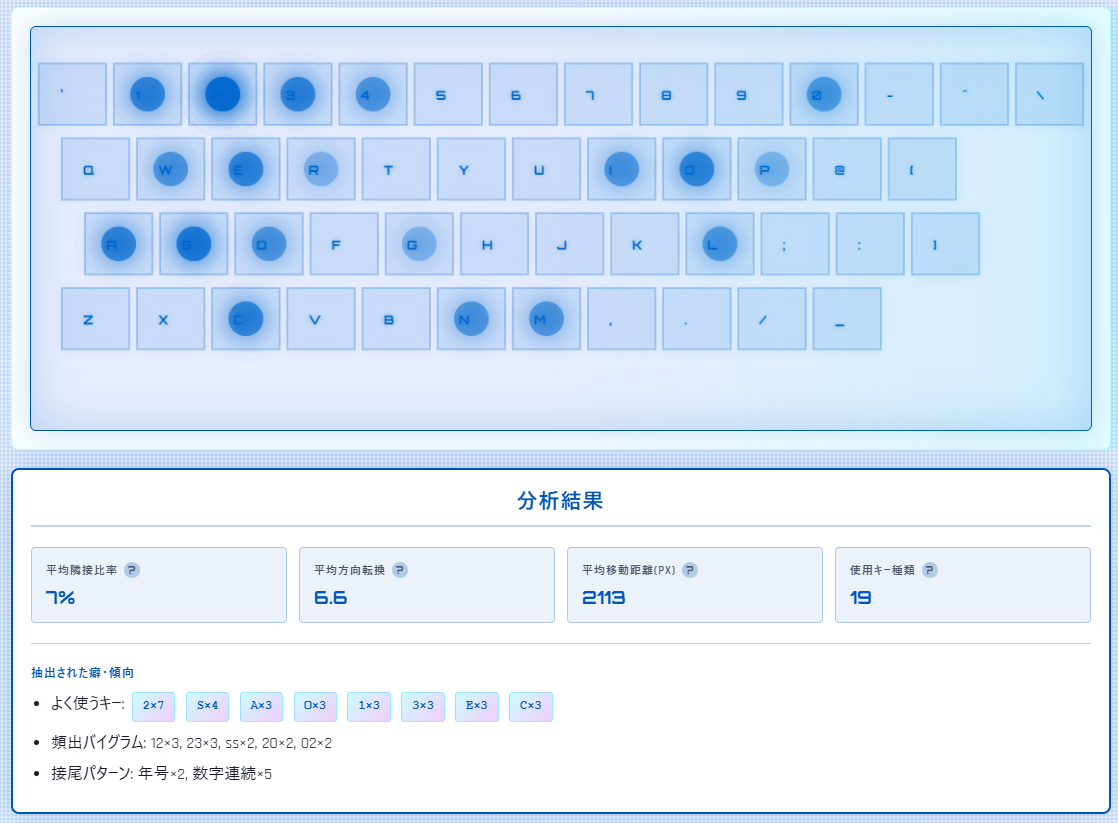 ` 1 3 4 5 6 7 8 9 0 - ^ \
Q W E R T Y U I O P @ [
A S D F G H J K L ; : ]
Z X C V B N M , . / _
分析結果
平均隣接比率 ? 平均方向転換 ? 平均移動距離(PX) ? 使用キー種類 ?
7% 6.6 2113 19
抽出された癖・傾向
• よく使うキー: 2×7 S×4 A×3 O×3 1×3 3×3 E×3 C×3
• 頻出バイグラム: 12×3, 23×3, ss×2, 20×2, 02×2
• 接尾パターン: 年号×2, 数字連続×5